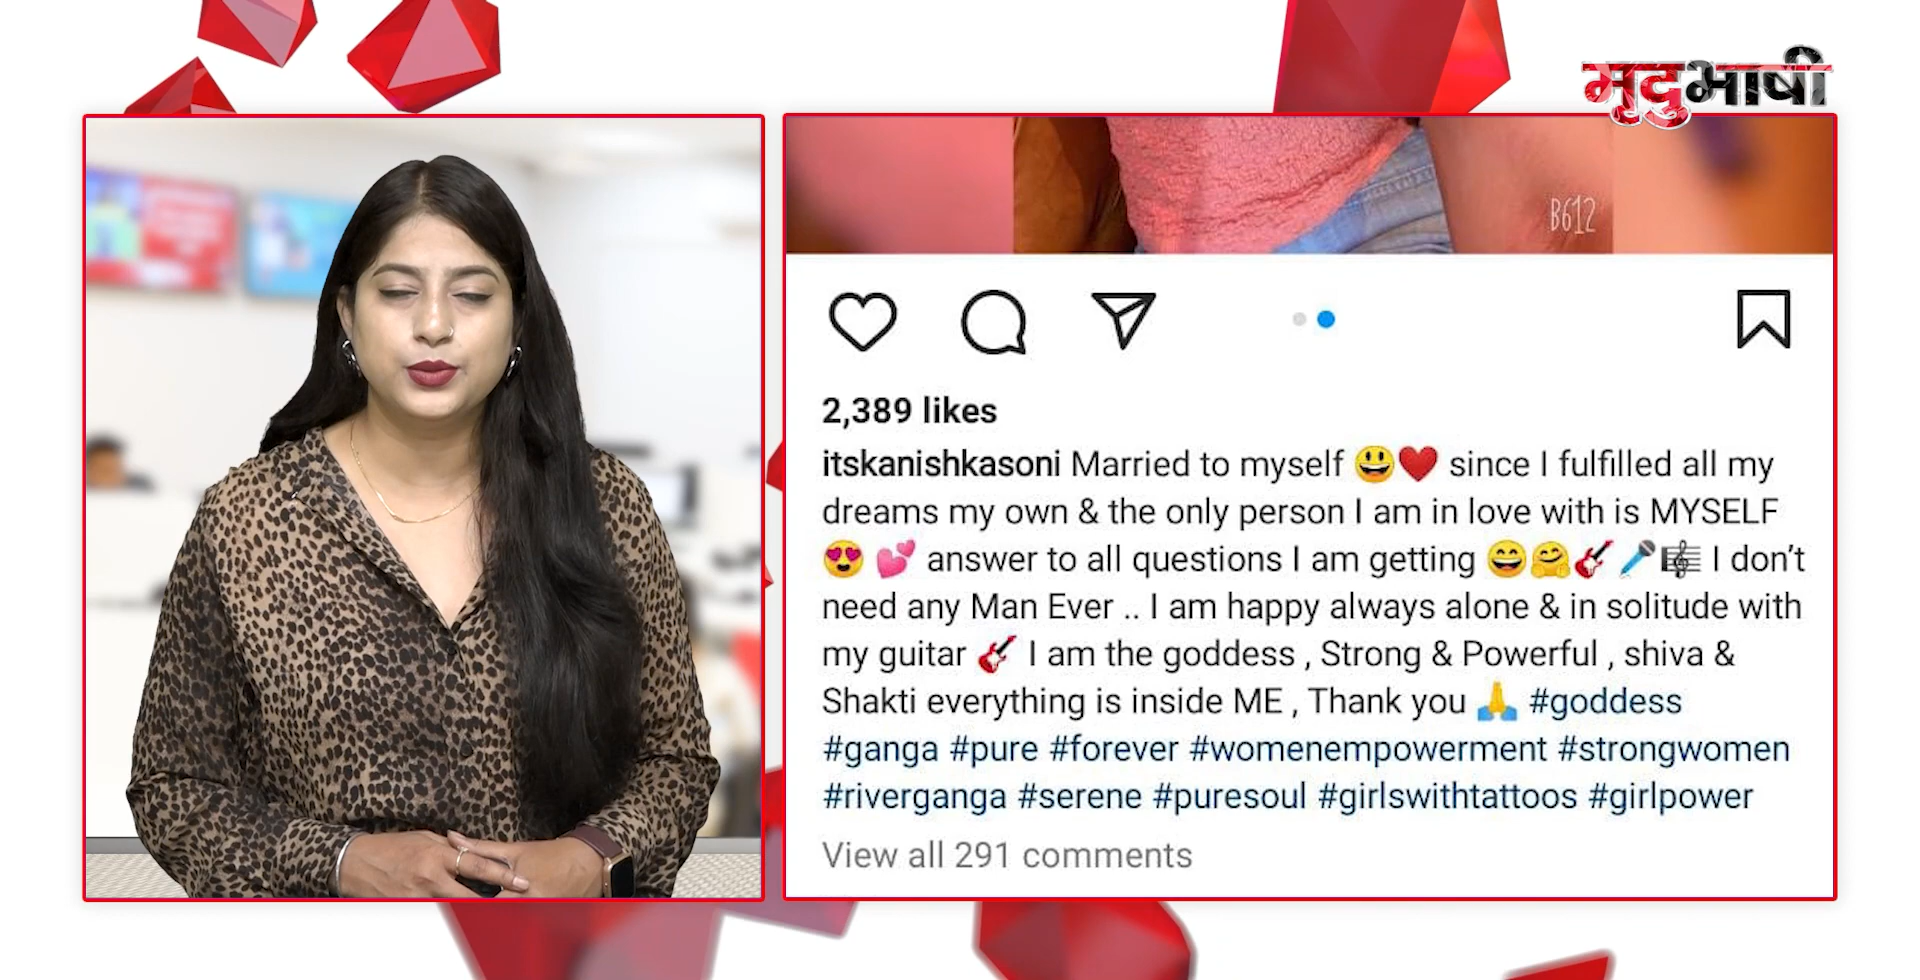 मृदुभाषी
B612
2,389 likes
itskanishkasoni Married to myself 😃❤️ since I fulfilled all my
dreams my own & the only person I am in love with is MYSELF
😍 💕 answer to all questions I am getting 😄🤗🎸🎤🎼 I don't
need any Man Ever .. I am happy always alone & in solitude with
my guitar 🎸 I am the goddess , Strong & Powerful , shiva &
Shakti everything is inside ME , Thank you 🙏 #goddess
#ganga #pure #forever #womenempowerment #strongwomen
#riverganga #serene #puresoul #girlswithtattoos #girlpower
View all 291 comments